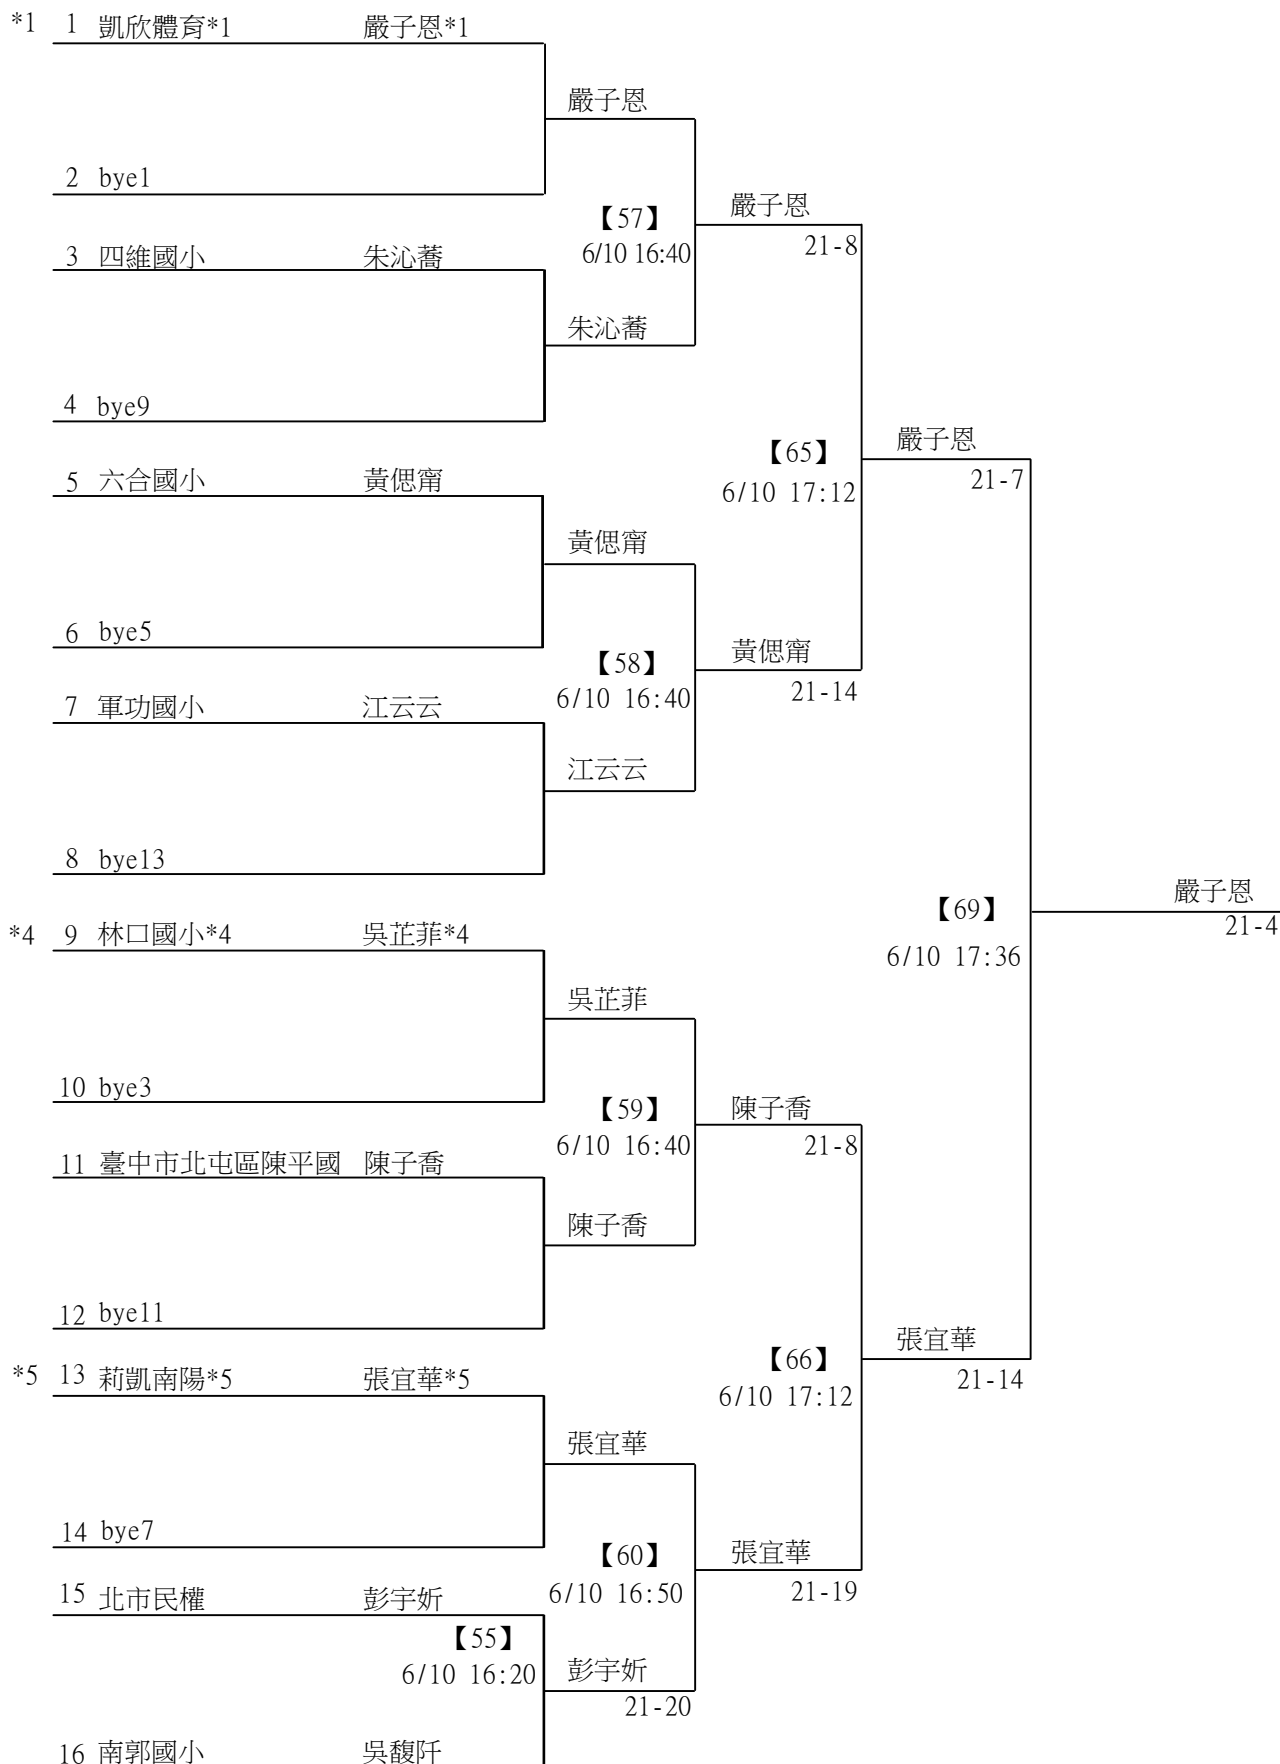 *1 1 凱欣體育*1 嚴子恩*1
嚴子恩
2 bye1
【57】
6/10 16:40
嚴子恩
21-8
3 四維國小 朱沁蕎
朱沁蕎
4 bye9
【65】
6/10 17:12
嚴子恩
21-7
5 六合國小 黃偲甯
黃偲甯
6 bye5
【58】
6/10 16:40
黃偲甯
21-14
7 軍功國小 江云云
江云云
8 bye13
【69】
6/10 17:36
嚴子恩
21-4
*4 9 林口國小*4 吳芷菲*4
吳芷菲
10 bye3
【59】
6/10 16:40
陳子喬
21-8
11 臺中市北屯區陳平國 陳子喬
陳子喬
12 bye11
【66】
6/10 17:12
張宜華
21-14
*5 13 莉凱南陽*5 張宜華*5
張宜華
14 bye7
【60】
6/10 16:50
張宜華
21-19
15 北市民權 彭宇妡
【55】
6/10 16:20
彭宇妡
21-20
16 南郭國小 吳馥阡